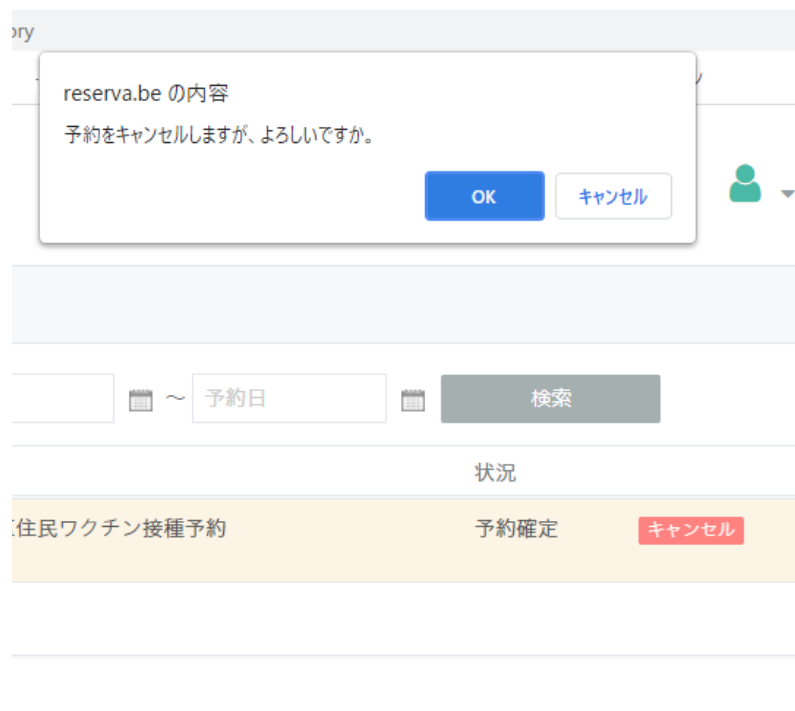 ory
reserva.be の内容
予約をキャンセルしますが、よろしいですか。
OK キャンセル
～ 予約日 検索
状況
住民ワクチン接種予約 予約確定 キャンセル